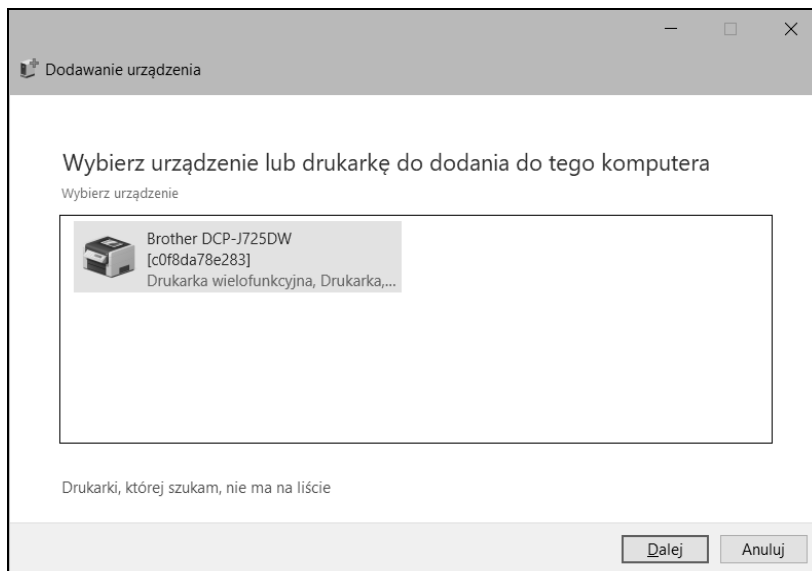 Dodawanie urządzenia
Wybierz urządzenie lub drukarkę do dodania do tego komputera
Wybierz urządzenie
Brother DCP-J725DW
[c0f8da78e283]
Drukarka wielofunkcyjna, Drukarka,...
Drukarki, której szukam, nie ma na liście
Dalej
Anuluj